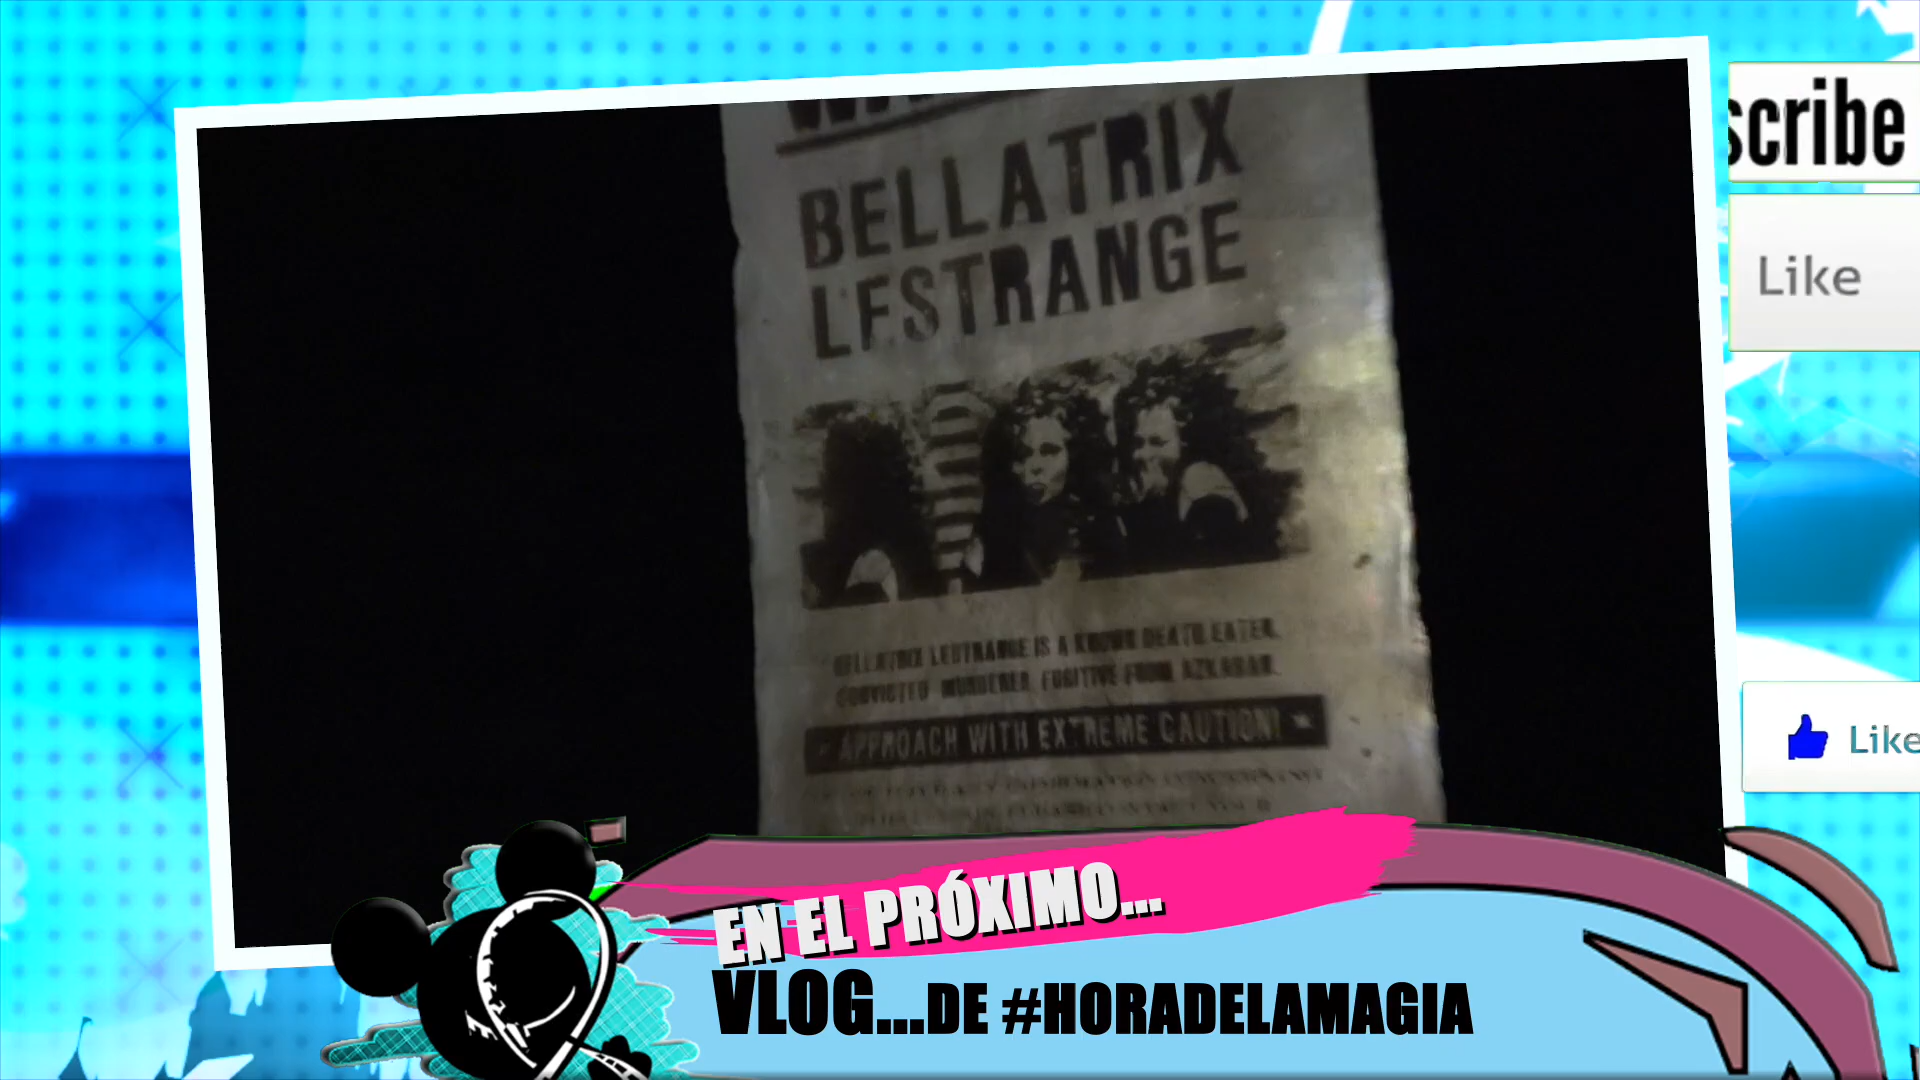 BELLATRIX
LESTRANGE
BELLATRIX LESTRANGE IS A KNOWN DEATH EATER,
CONVICTED MURDERER, FUGITIVE FROM AZKABAN.
APPROACH WITH EXTREME CAUTION!
scribe
Like
Like
EN EL PRÓXIMO...
VLOG...DE #HORADELAMAGIA